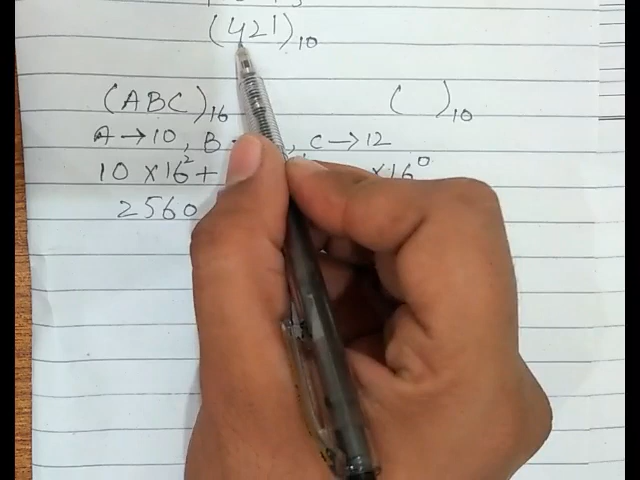 (421)10
(ABC)16 ( )10
A→10, B , C→12
10 ×16² + ×16⁰
2560